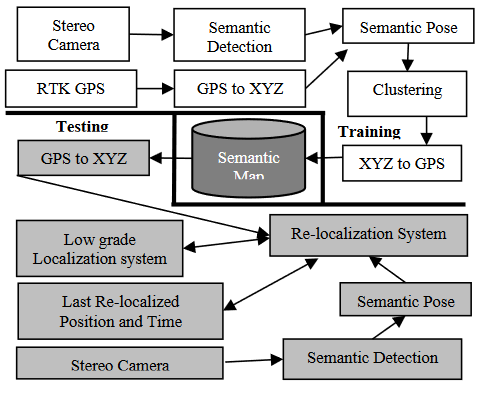 Stereo
Camera
Semantic
Detection
Semantic Pose
RTK GPS
GPS to XYZ
Clustering
Testing
Training
GPS to XYZ
Semantic
Map
XYZ to GPS
Low grade
Localization system
Re-localization System
Last Re-localized
Position and Time
Semantic Pose
Stereo Camera
Semantic Detection